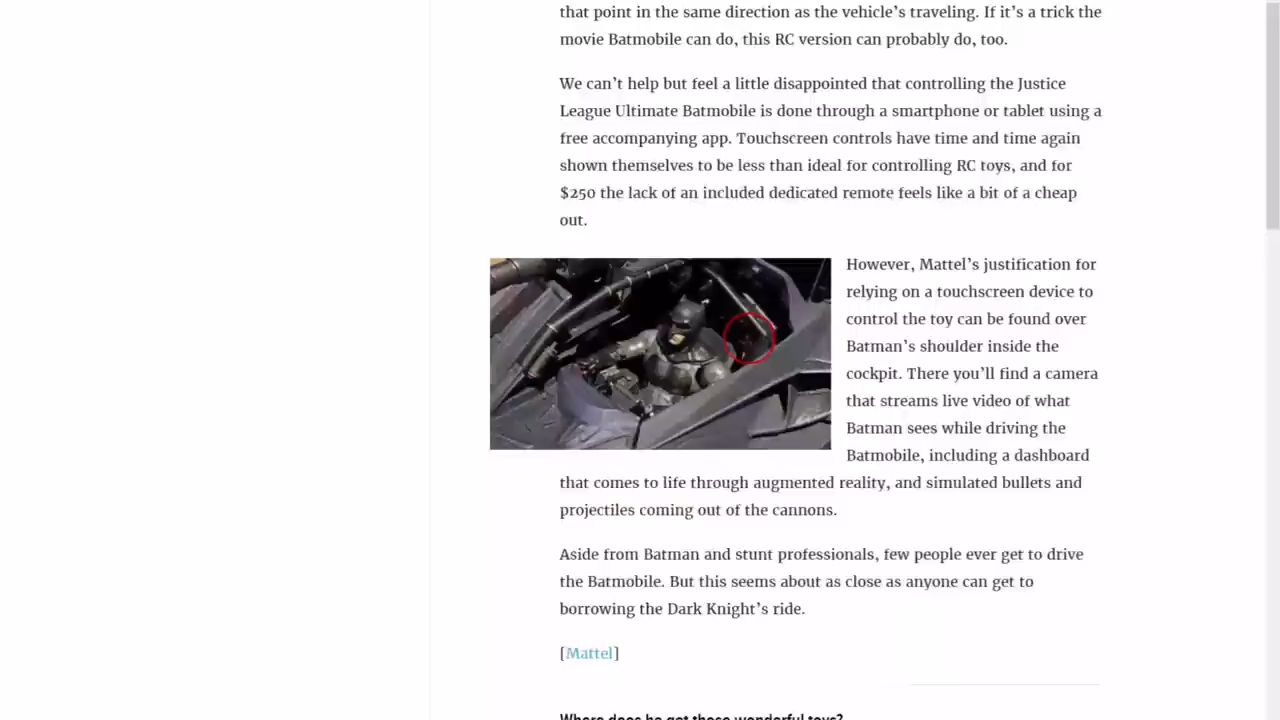 that point in the same direction as the vehicle’s traveling. If it’s a trick the
movie Batmobile can do, this RC version can probably do, too.
We can’t help but feel a little disappointed that controlling the Justice
League Ultimate Batmobile is done through a smartphone or tablet using a
free accompanying app. Touchscreen controls have time and time again
shown themselves to be less than ideal for controlling RC toys, and for
$250 the lack of an included dedicated remote feels like a bit of a cheap
out.
However, Mattel’s justification for
relying on a touchscreen device to
control the toy can be found over
Batman’s shoulder inside the
cockpit. There you’ll find a camera
that streams live video of what
Batman sees while driving the
Batmobile, including a dashboard
that comes to life through augmented reality, and simulated bullets and
projectiles coming out of the cannons.
Aside from Batman and stunt professionals, few people ever get to drive
the Batmobile. But this seems about as close as anyone can get to
borrowing the Dark Knight’s ride.
[Mattel]
Where does he get those wonderful toys?